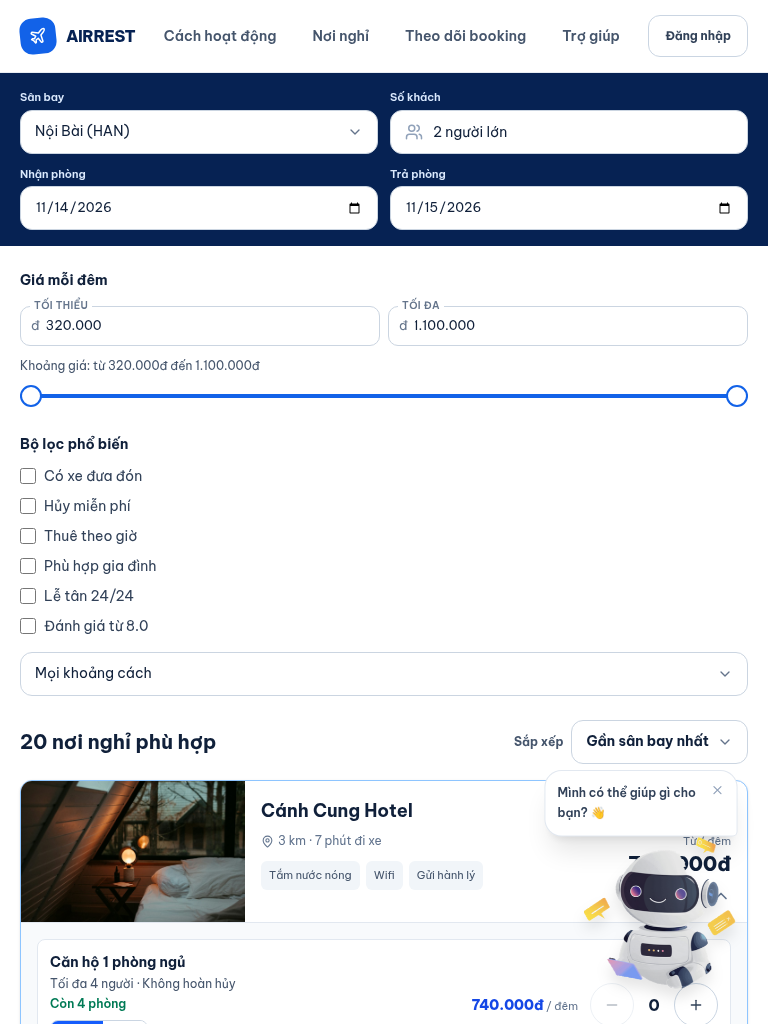 AIRREST
Cách hoạt động
Nơi nghỉ
Theo dõi booking
Trợ giúp
Đăng nhập
Sân bay
Số khách
Nội Bài (HAN)
2 người lớn
Nhận phòng
Trả phòng
11/14/2026
11/15/2026
Giá mỗi đêm
TỐI THIỂU
TỐI ĐA
đ 320.000
đ 1.100.000
Khoảng giá: từ 320.000đ đến 1.100.000đ
Bộ lọc phổ biến
Có xe đưa đón
Hủy miễn phí
Thuê theo giờ
Phù hợp gia đình
Lễ tân 24/24
Đánh giá từ 8.0
Mọi khoảng cách
20 nơi nghỉ phù hợp
Sắp xếp
Gần sân bay nhất
Mình có thể giúp gì cho
bạn? 👋
Cánh Cung Hotel
3 km · 7 phút đi xe
Tắm nước nóng
Wifi
Gửi hành lý
đêm
Căn hộ 1 phòng ngủ
Tối đa 4 người · Không hoàn hủy
Còn 4 phòng
740.000đ / đêm
0